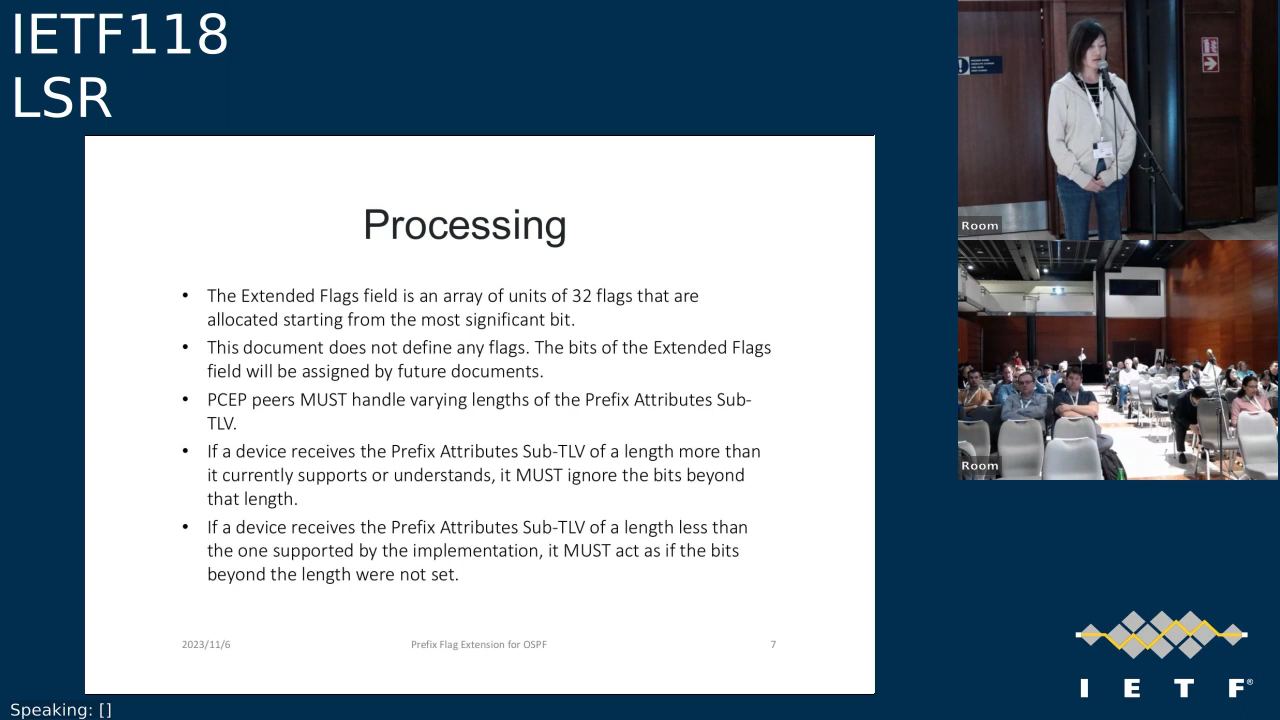 IETF118
LSR
Processing
• The Extended Flags field is an array of units of 32 flags that are
allocated starting from the most significant bit.
• This document does not define any flags. The bits of the Extended Flags
field will be assigned by future documents.
• PCEP peers MUST handle varying lengths of the Prefix Attributes Sub-
TLV.
• If a device receives the Prefix Attributes Sub-TLV of a length more than
it currently supports or understands, it MUST ignore the bits beyond
that length.
• If a device receives the Prefix Attributes Sub-TLV of a length less than
the one supported by the implementation, it MUST act as if the bits
beyond the length were not set.
2023/11/6 Prefix Flag Extension for OSPF 7
Room
Room
I E T F®
Speaking: []